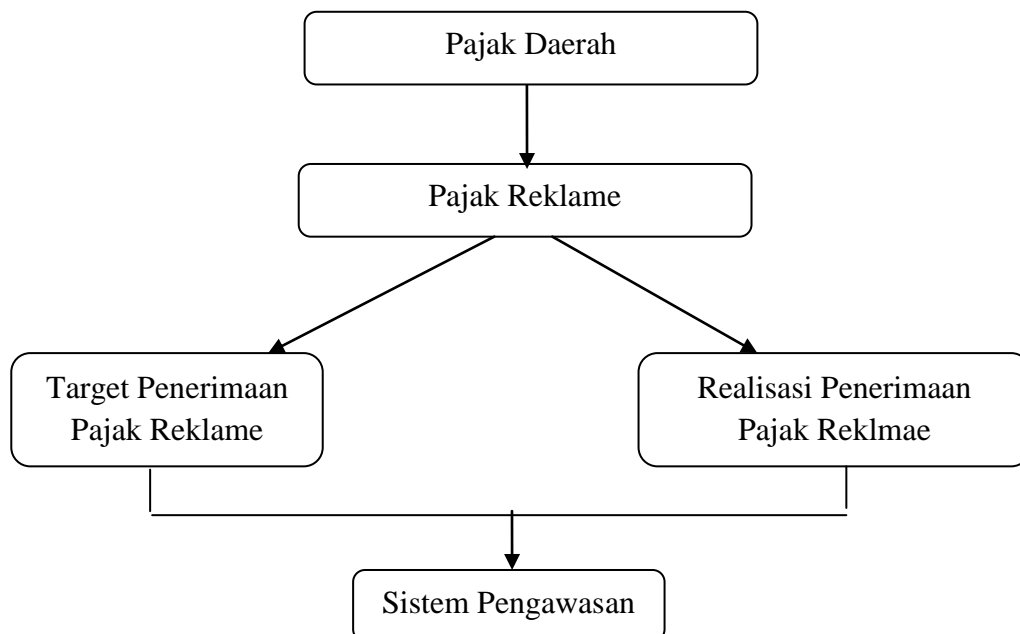 Pajak Daerah
Pajak Reklame
Target Penerimaan
Pajak Reklame
Realisasi Penerimaan
Pajak Reklmae
Sistem Pengawasan